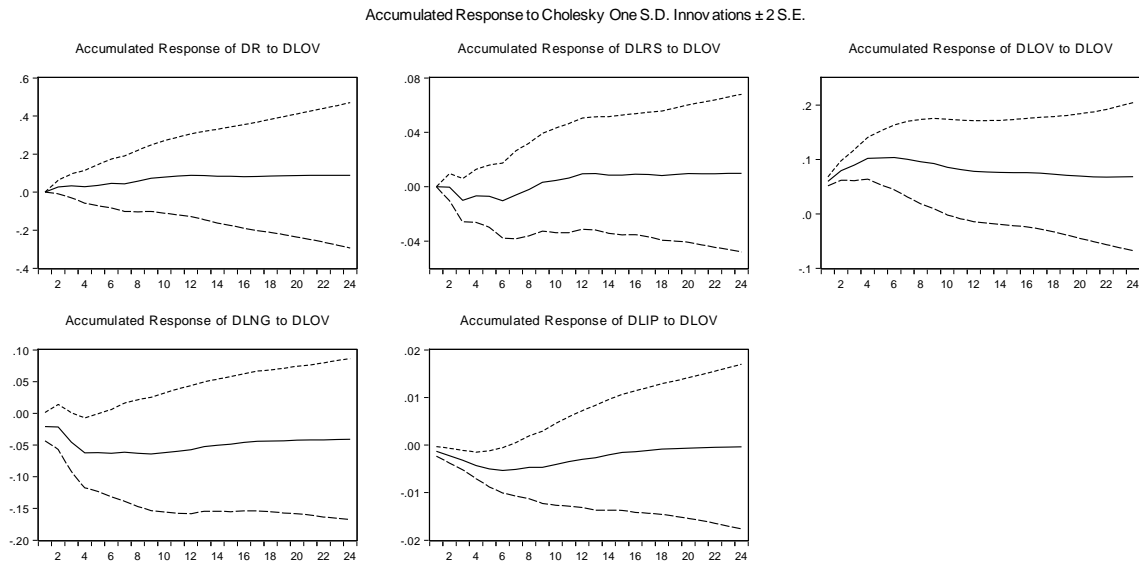 Accumulated Response to Cholesky One S.D. Innovations ± 2 S.E.
Accumulated Response of DR to DLOV
.6
.4
.2
.0
-.2
-.4
2 4 6 8 10 12 14 16 18 20 22 24
Accumulated Response of DLRS to DLOV
.08
.04
.00
-.04
2 4 6 8 10 12 14 16 18 20 22 24
Accumulated Response of DLOV to DLOV
.2
.1
.0
-.1
2 4 6 8 10 12 14 16 18 20 22 24
Accumulated Response of DLNG to DLOV
.10
.05
.00
-.05
-.10
-.15
-.20
2 4 6 8 10 12 14 16 18 20 22 24
Accumulated Response of DLIP to DLOV
.02
.01
.00
-.01
-.02
2 4 6 8 10 12 14 16 18 20 22 24